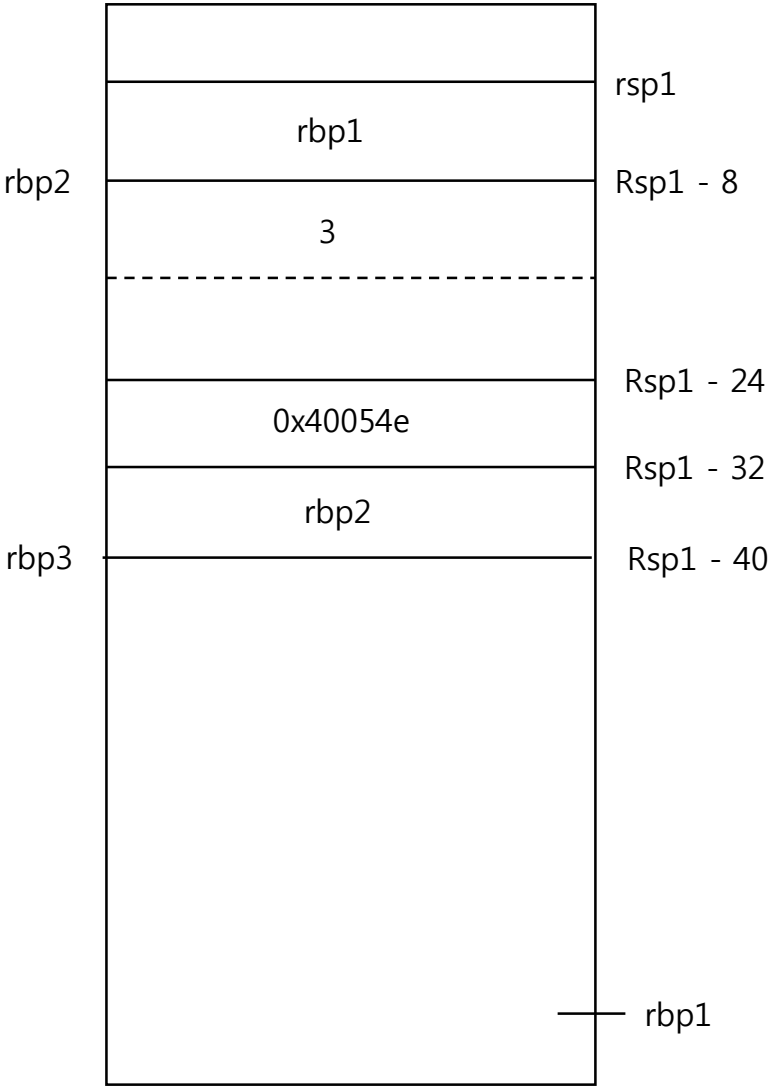 rsp1
rbp1
rbp2
Rsp1 - 8
3
Rsp1 - 24
0x40054e
Rsp1 - 32
rbp2
rbp3
Rsp1 - 40
rbp1